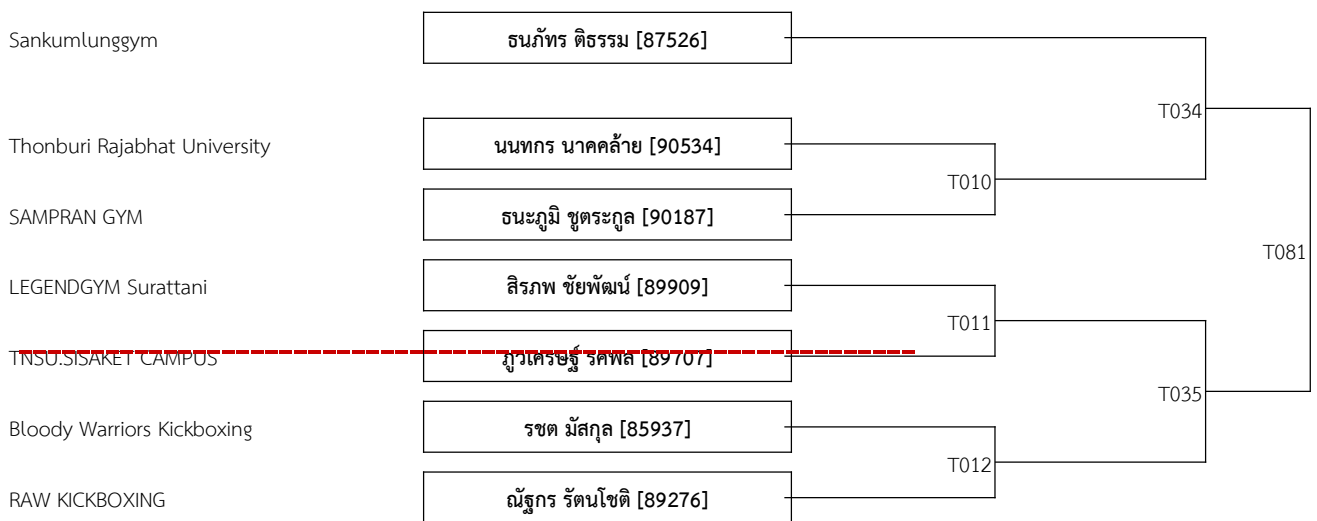 Sankumlunggym ธนภัทร ติธรรม [87526]
T034
Thonburi Rajabhat University นนทกร นาคคล้าย [90534]
T010
SAMPRAN GYM ธนะภูมิ ชูตระกูล [90187]
T081
LEGENDGYM Surattani สิรภพ ชัยพัฒน์ [89909]
T011
TNSU.SISAKET CAMPUS [89707]
T035
Bloody Warriors Kickboxing รชต มัสกุล [85937]
T012
RAW KICKBOXING ณัฐกร รัตนโชติ [89276]